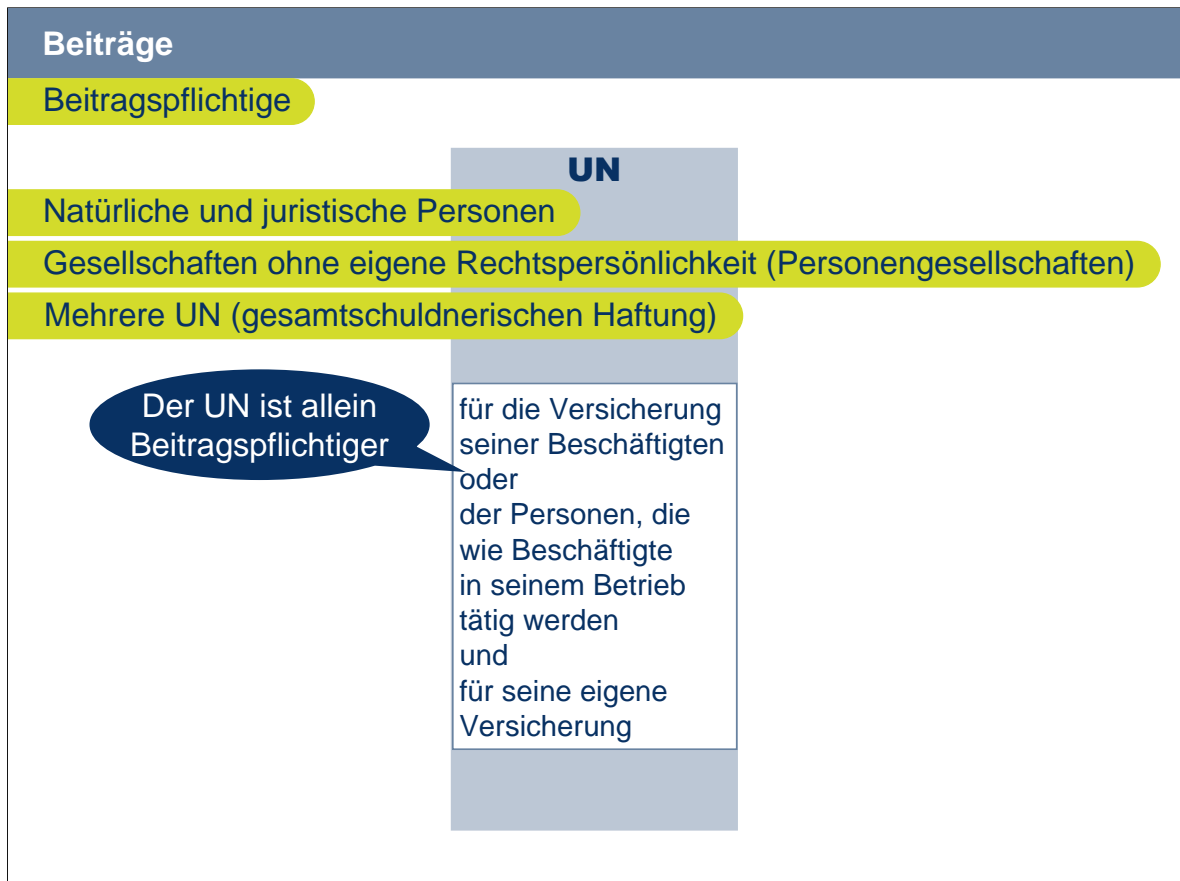 Beiträge
Beitragspflichtige
UN
Natürliche und juristische Personen
Gesellschaften ohne eigene Rechtspersönlichkeit (Personengesellschaften)
Mehrere UN (gesamtschuldnerischen Haftung)
Der UN ist allein
Beitragspflichtiger
für die Versicherung
seiner Beschäftigten
oder
der Personen, die
wie Beschäftigte
in seinem Betrieb
tätig werden
und
für seine eigene
Versicherung